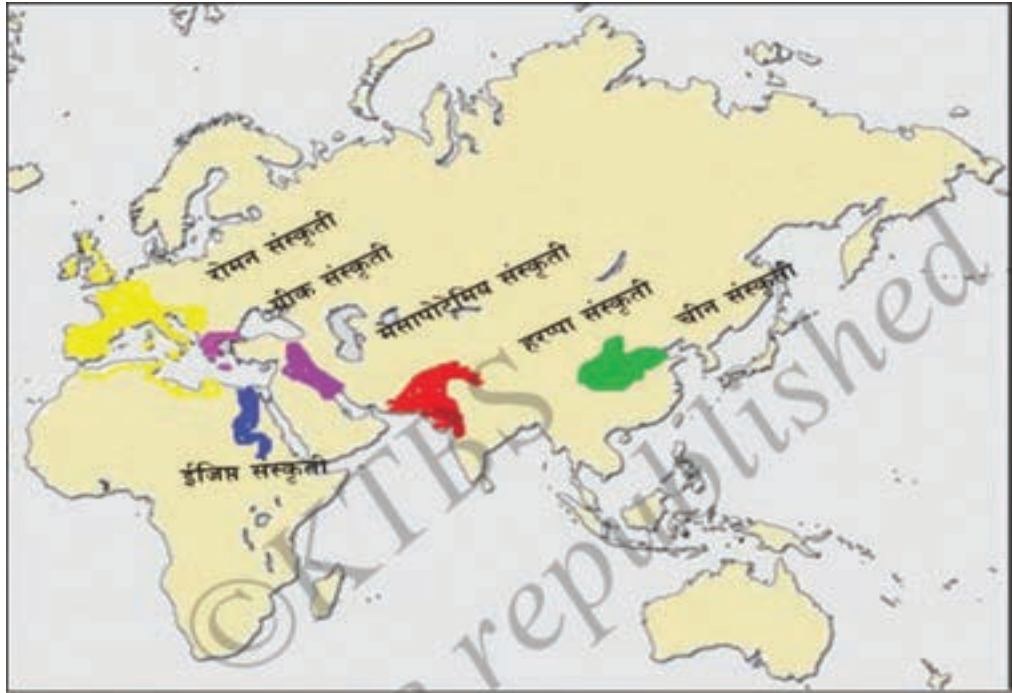 रोमन संस्कृती
ग्रीक संस्कृती
मेसापोटेमिय संस्कृती
हरप्पा संस्कृती
चीन संस्कृती
ईजिप्त संस्कृती
©KTBS
republished